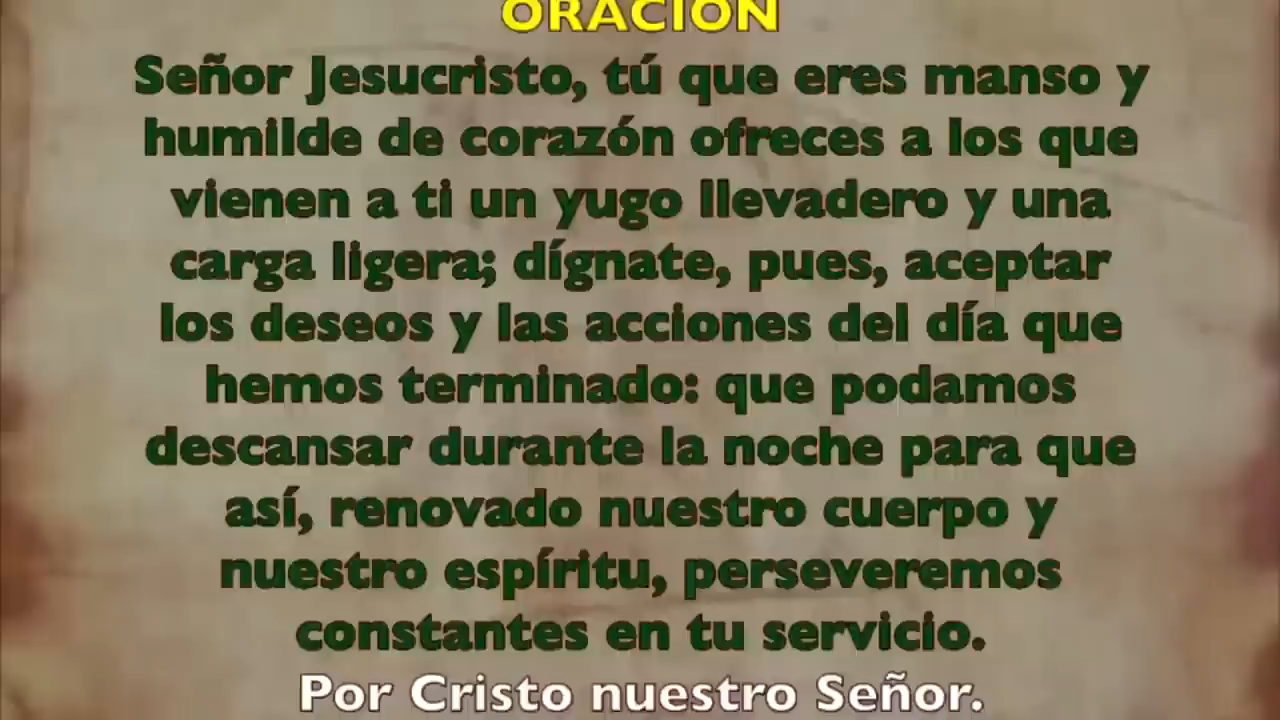 ORACIÓN
Señor Jesucristo, tú que eres manso y
humilde de corazón ofreces a los que
vienen a ti un yugo llevadero y una
carga ligera; dígnate, pues, aceptar
los deseos y las acciones del día que
hemos terminado: que podamos
descansar durante la noche para que
así, renovado nuestro cuerpo y
nuestro espíritu, perseveremos
constantes en tu servicio.
Por Cristo nuestro Señor.